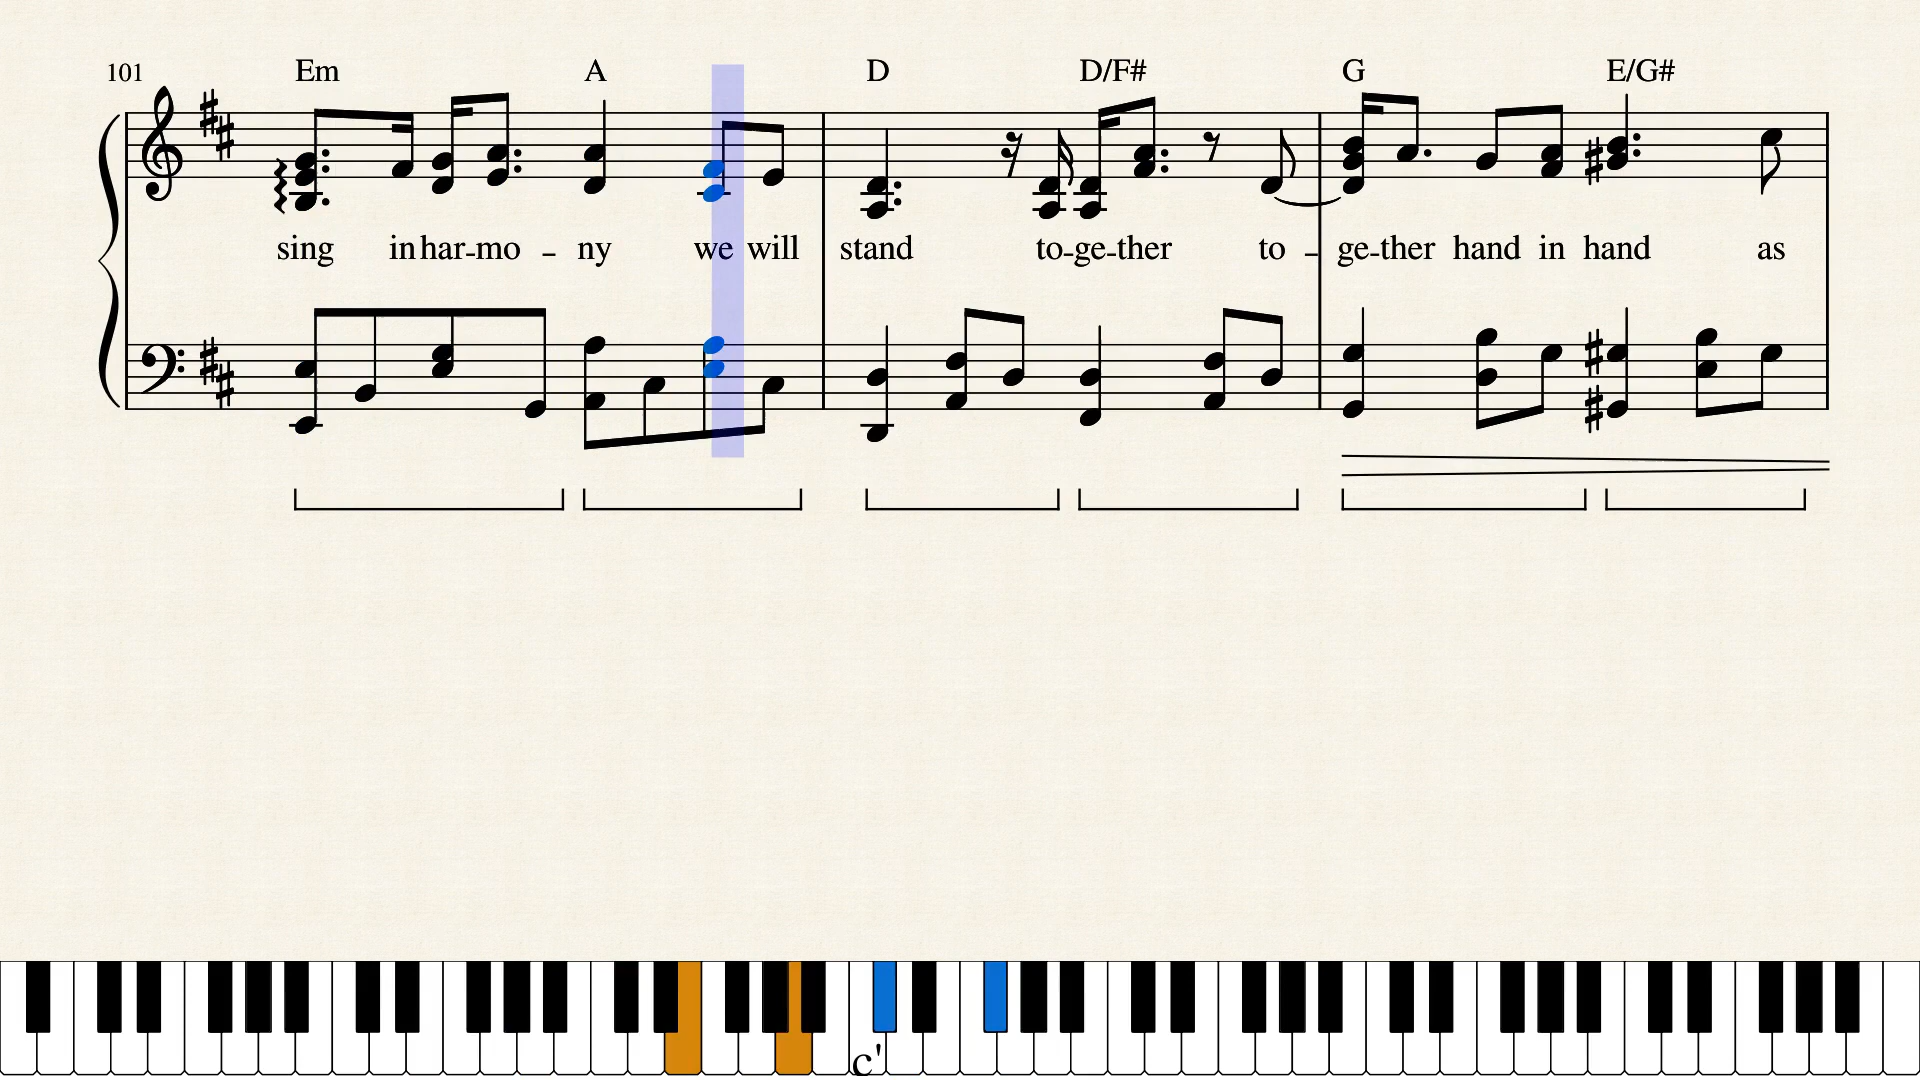 101 Em A D D/F# G E/G#
sing in har-mo - ny we will stand to-ge-ther to - ge-ther hand in hand as
c'